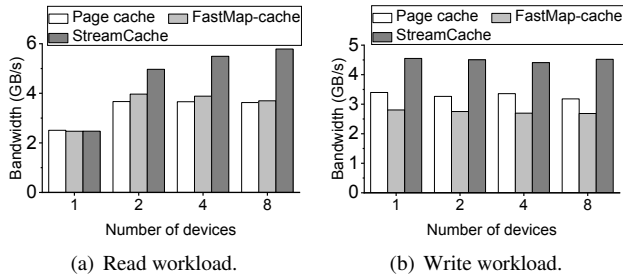 Page cache FastMap-cache
StreamCache
Bandwidth (GB/s)
6
4
2
0
1 2 4 8
Number of devices
(a) Read workload.
Page cache FastMap-cache
StreamCache
Bandwidth (GB/s)
5
4
3
2
1
0
1 2 4 8
Number of devices
(b) Write workload.